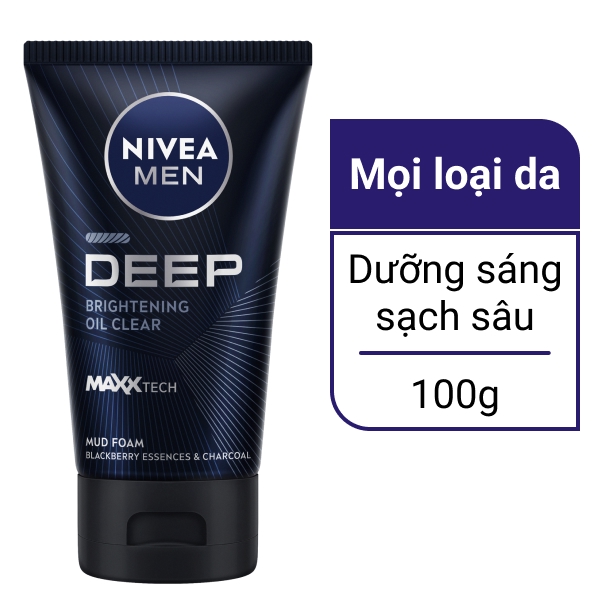 NIVEA
MEN
DEEP
BRIGHTENING
OIL CLEAR
MAXXTECH
MUD FOAM
BLACKBERRY ESSENCES & CHARCOAL
Mọi loại da
Dưỡng sáng
sạch sâu
100g